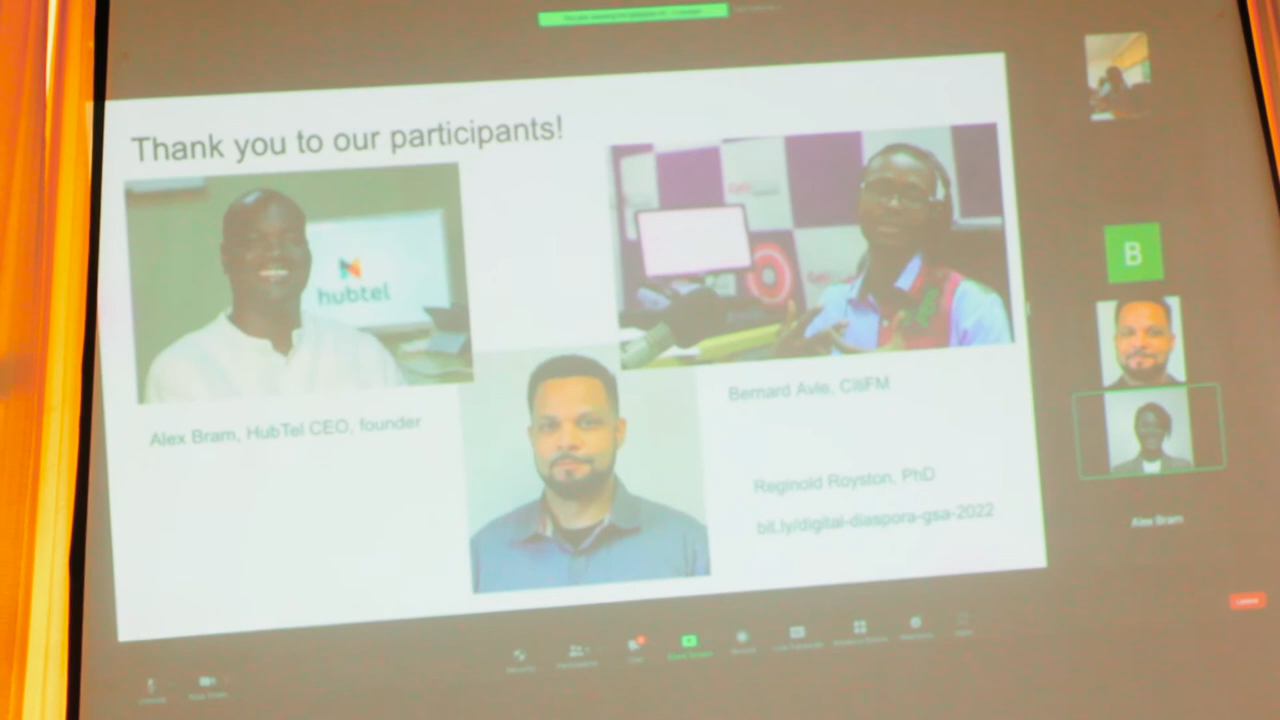 Thank you to our participants!
hubtel
Alex Bram, HubTel CEO, founder
Bernard Avle, CitiFM
Reginold Royston, PhD
bit.ly/digital-diaspora-gsa-2022
B
Alex Bram
Leave